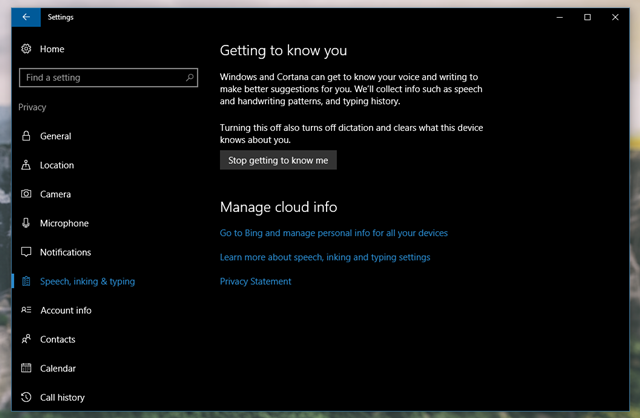 Settings
Home
Find a setting
Privacy
General
Location
Camera
Microphone
Notifications
Speech, inking & typing
Account info
Contacts
Calendar
Call history
Getting to know you
Windows and Cortana can get to know your voice and writing to
make better suggestions for you. We'll collect info such as speech
and handwriting patterns, and typing history.
Turning this off also turns off dictation and clears what this device
knows about you.
Stop getting to know me
Manage cloud info
Go to Bing and manage personal info for all your devices
Learn more about speech, inking and typing settings
Privacy Statement